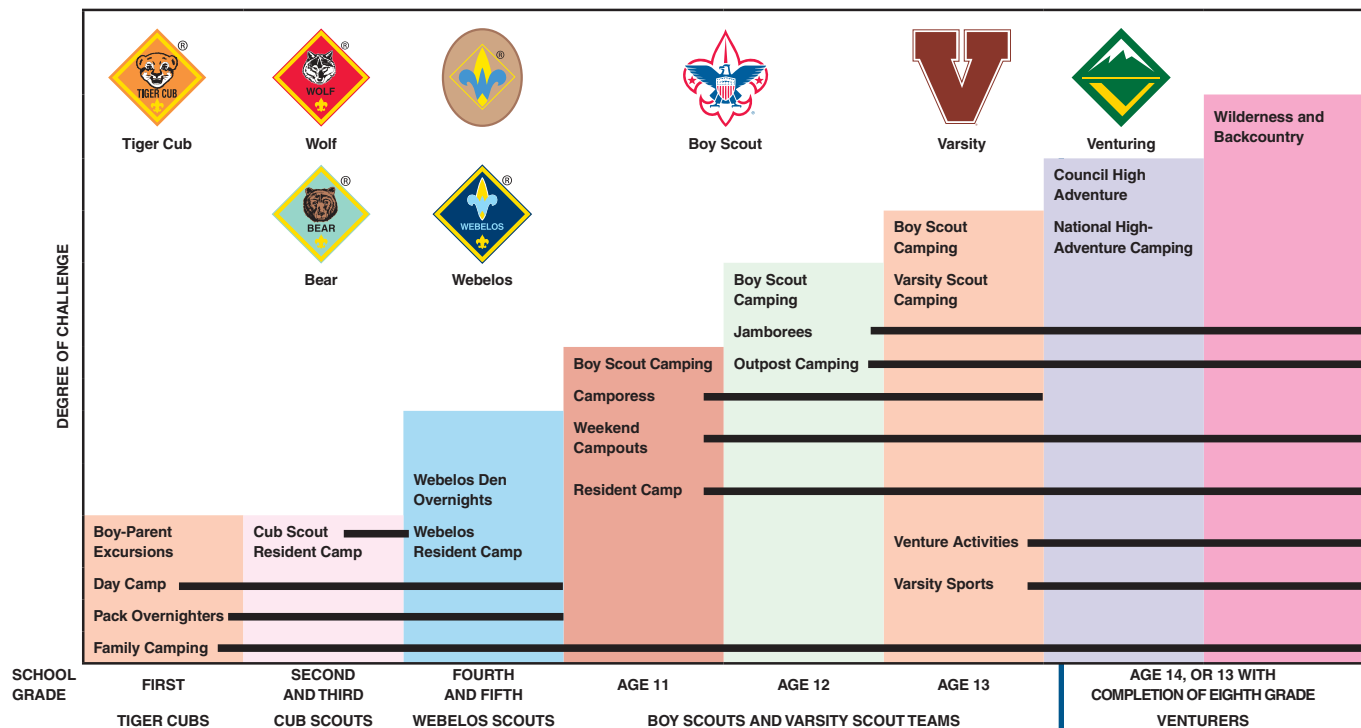 TIGER CUB
®
Tiger Cub
WOLF
®
Wolf
®
®
Boy Scout
V
Varsity
Venturing
BEAR
®
Bear
WEBELOS
®
Webelos
DEGREE OF CHALLENGE
Wilderness and
Backcountry
Council High
Adventure
National High-
Adventure Camping
Boy Scout
Camping
Varsity Scout
Camping
Venture Activities
Varsity Sports
Boy Scout
Camping
Jamborees
Outpost Camping
Boy Scout Camping
Camporess
Weekend
Campouts
Resident Camp
Webelos Den
Overnights
Webelos
Resident Camp
Cub Scout
Resident Camp
Boy-Parent
Excursions
Day Camp
Pack Overnighters
Family Camping
SCHOOL
GRADE
FIRST
SECOND
AND THIRD
FOURTH
AND FIFTH
AGE 11
AGE 12
AGE 13
AGE 14, OR 13 WITH
COMPLETION OF EIGHTH GRADE
TIGER CUBS
CUB SCOUTS
WEBELOS SCOUTS
BOY SCOUTS AND VARSITY SCOUT TEAMS
VENTURERS